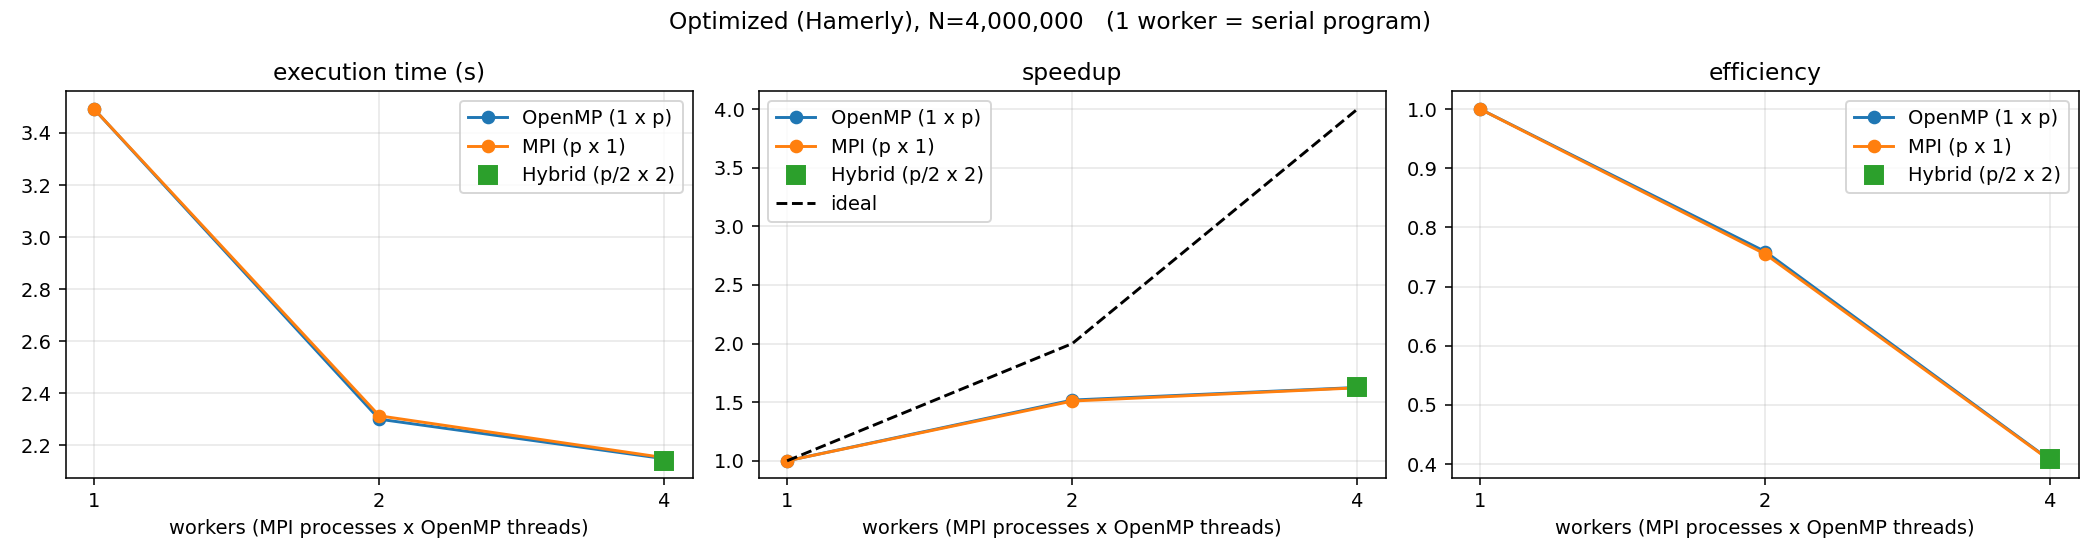 Optimized (Hamerly), N=4,000,000   (1 worker = serial program)
execution time (s)
3.4
3.2
3.0
2.8
2.6
2.4
2.2
1
2
4
OpenMP (1 x p)
MPI (p x 1)
Hybrid (p/2 x 2)
workers (MPI processes x OpenMP threads)
speedup
4.0
3.5
3.0
2.5
2.0
1.5
1.0
1
2
4
OpenMP (1 x p)
MPI (p x 1)
Hybrid (p/2 x 2)
ideal
workers (MPI processes x OpenMP threads)
efficiency
1.0
0.9
0.8
0.7
0.6
0.5
0.4
1
2
4
OpenMP (1 x p)
MPI (p x 1)
Hybrid (p/2 x 2)
workers (MPI processes x OpenMP threads)